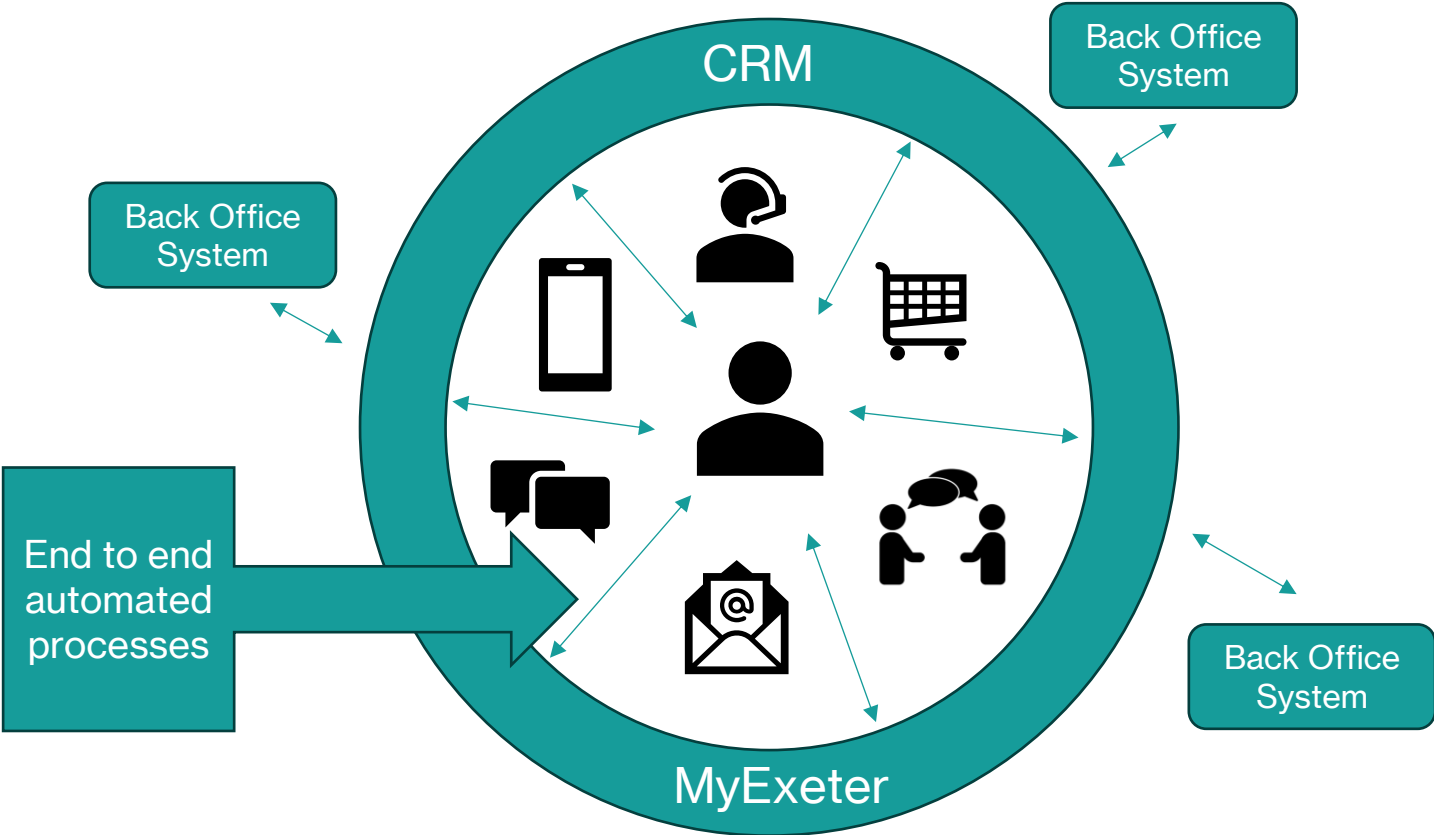 CRM
Back Office
System
Back Office
System
End to end
automated
processes
@
Back Office
System
MyExeter